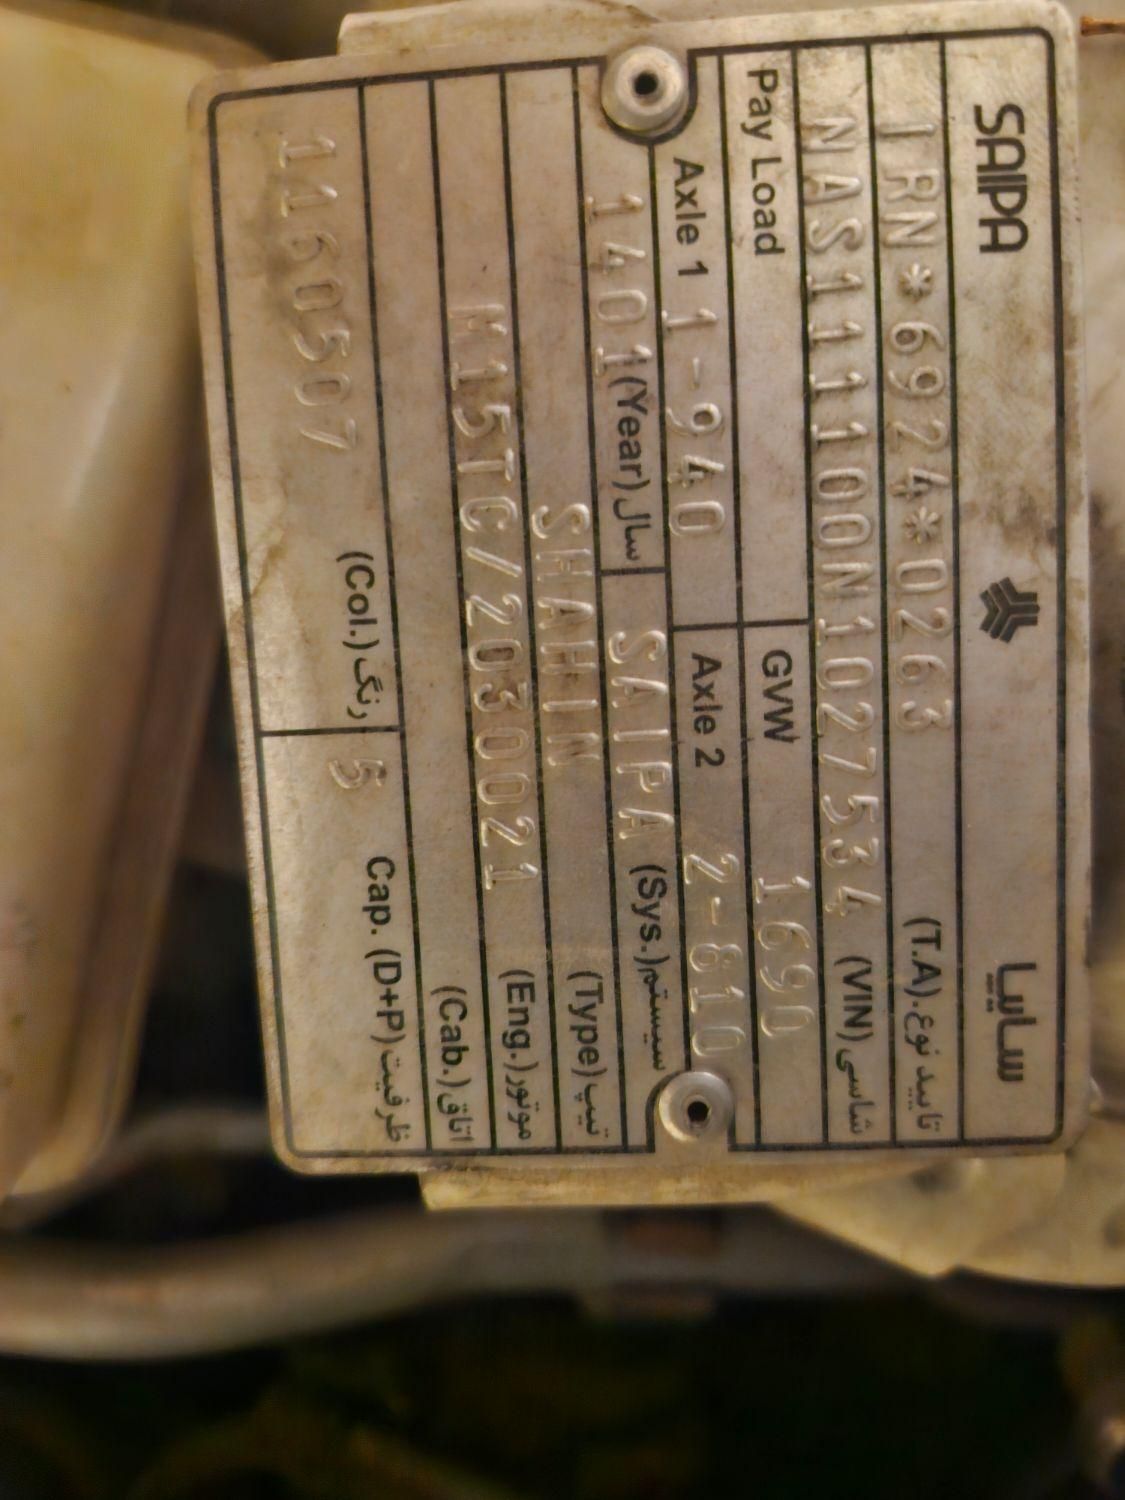 SAIPA سایپا
IRN*6924*0263 تایید نوع.(T.A)
NAS111100N1027534 شاسی(VIN)
Pay Load GVW 1690
Axle 1 1-940 Axle 2 2-810
1401 سال(Year) SAIPA سیستم.(Sys.)
SHAHIN تیپ(Type)
M15TC/2030021 موتور(Eng.)
اتاق(Cab.)
1160507 رنگ(Col.) 5 ظرفیت(D+P) Cap.